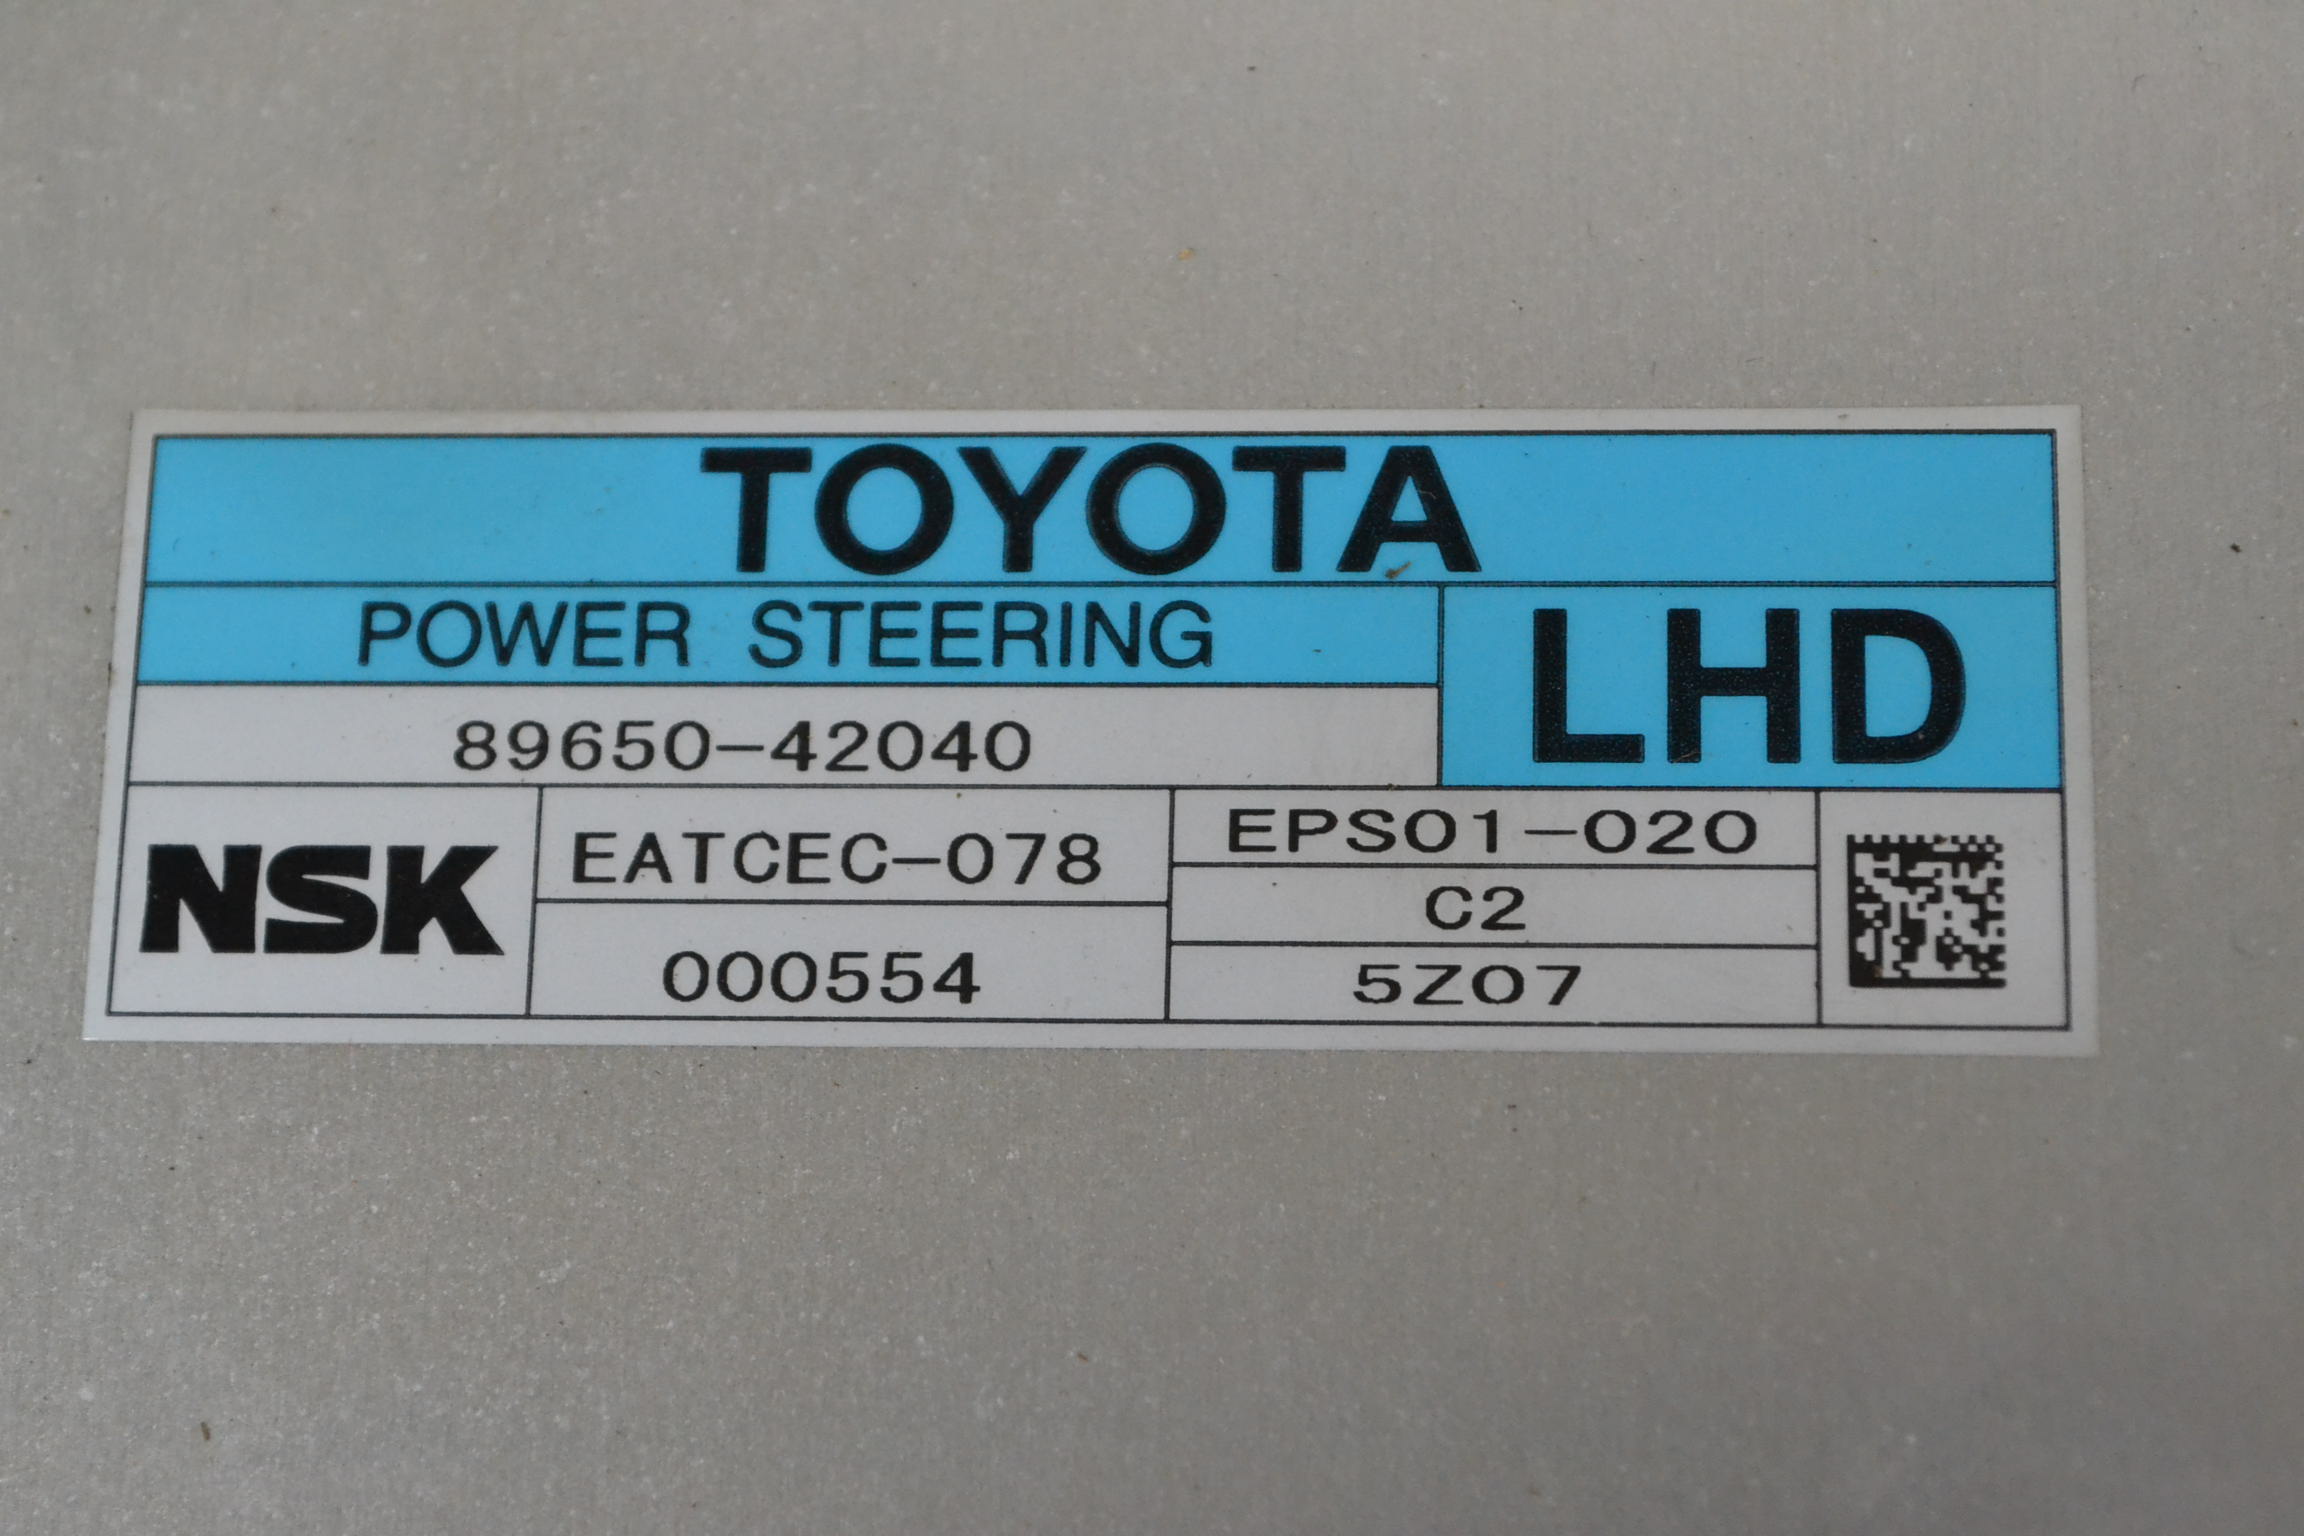 TOYOTA
POWER STEERING
LHD
89650-42040
NSK
EATCEC-078
000554
EPS01-020
C2
5Z07